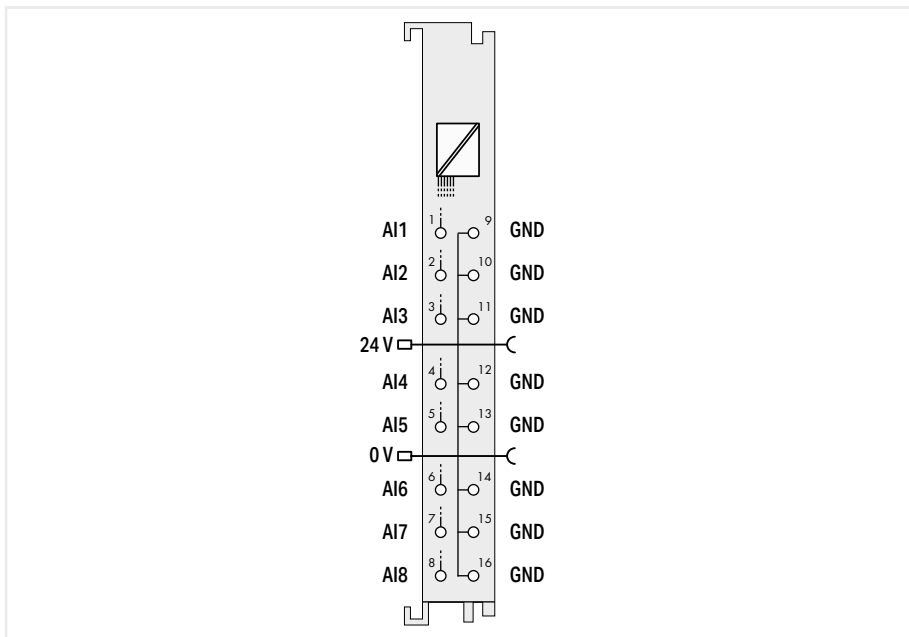 AI1 1 9 GND
AI2 2 10 GND
AI3 3 11 GND
24 V
AI4 4 12 GND
AI5 5 13 GND
0 V
AI6 6 14 GND
AI7 7 15 GND
AI8 8 16 GND